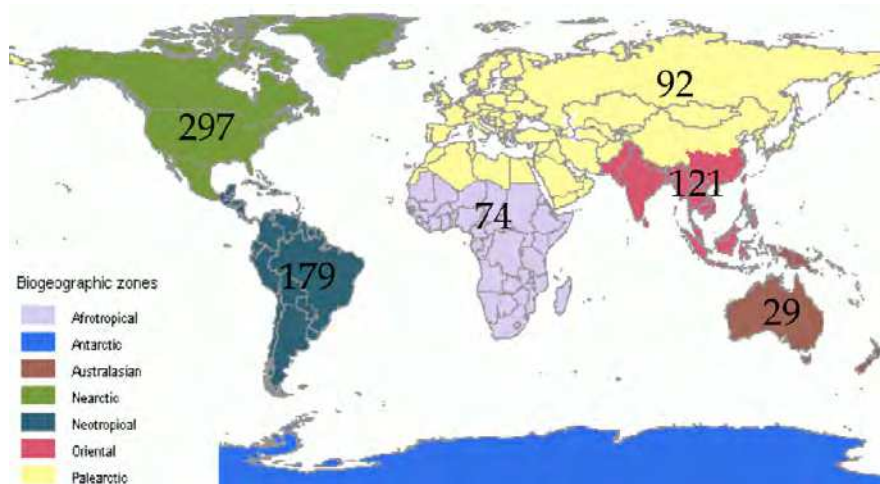 92
297
121
74
179
29
Biogeographic zones
Afrotropical
Antarctic
Australasian
Nearctic
Neotropical
Oriental
Palearctic